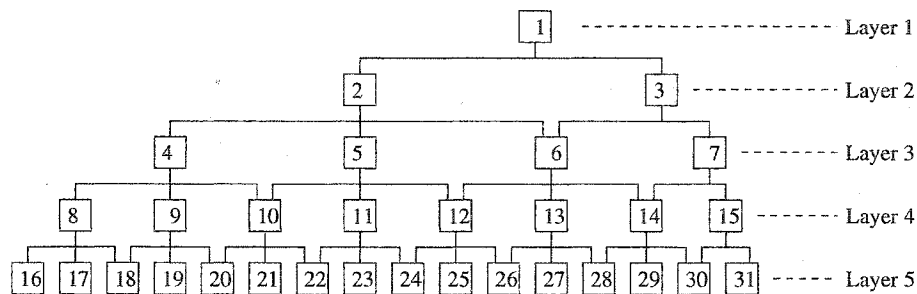 1 Layer 1
2 3 Layer 2
4 5 6 7 Layer 3
8 9 10 11 12 13 14 15 Layer 4
16 17 18 19 20 21 22 23 24 25 26 27 28 29 30 31 Layer 5